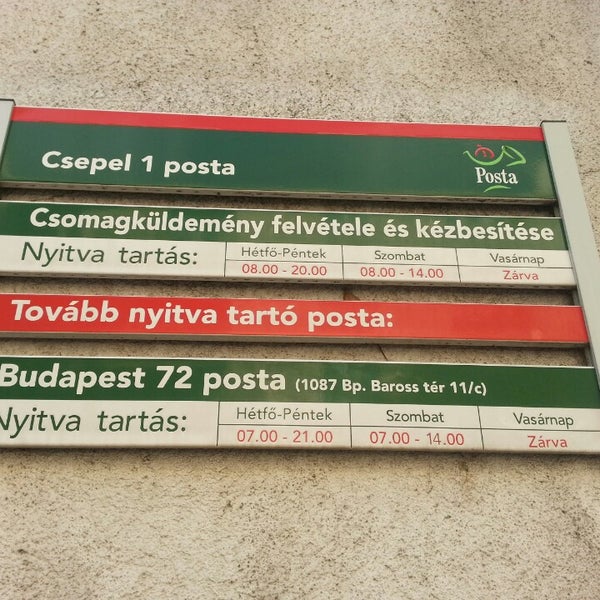 Csepel 1 posta
Posta
Csomagküldemény felvétele és kézbesítése
Nyitva tartás:
Hétfő-Péntek Szombat Vasárnap
08.00 - 20.00 08.00 - 14.00 Zárva
Tovább nyitva tartó posta:
Budapest 72 posta (1087 Bp. Baross tér 11/c)
Nyitva tartás:
Hétfő-Péntek Szombat Vasárnap
07.00 - 21.00 07.00 - 14.00 Zárva